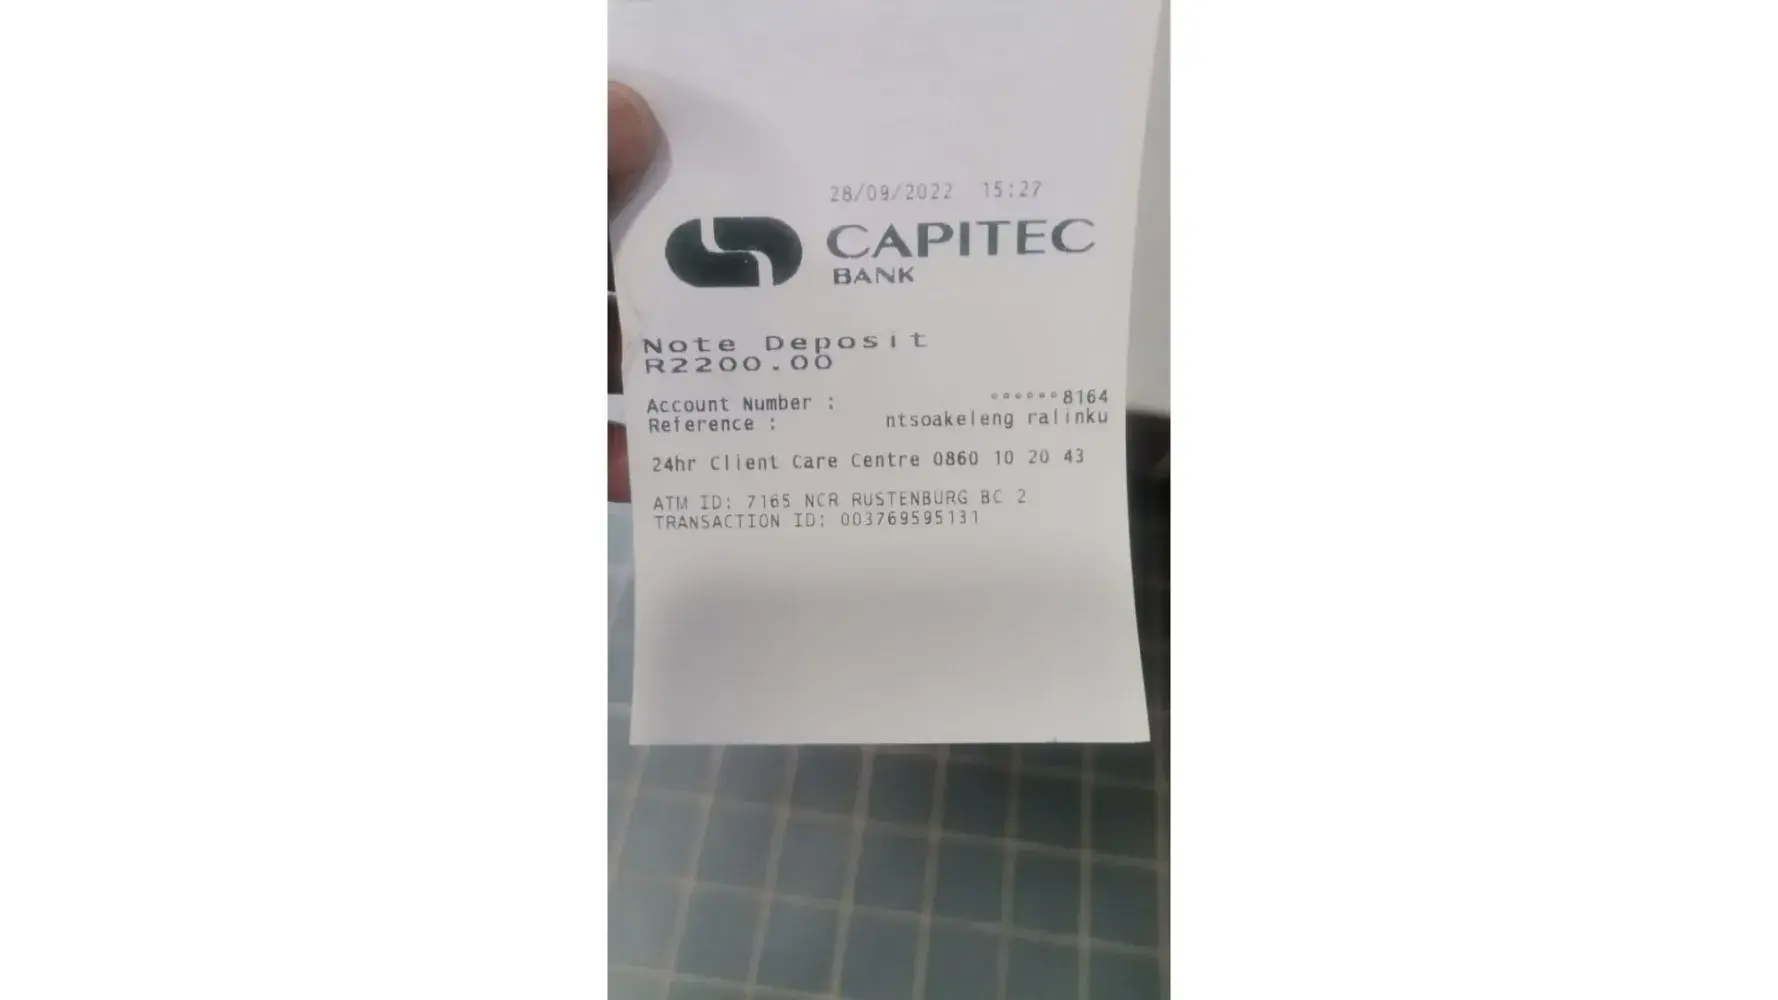 28/09/2022 15:27
CAPITEC
BANK
Note Deposit
R2200.00
Account Number : ******8164
Reference : ntsoakeleng ralinku
24hr Client Care Centre 0860 10 20 43
ATM ID: 7165 NCR RUSTENBURG BC 2
TRANSACTION ID: 003769595131